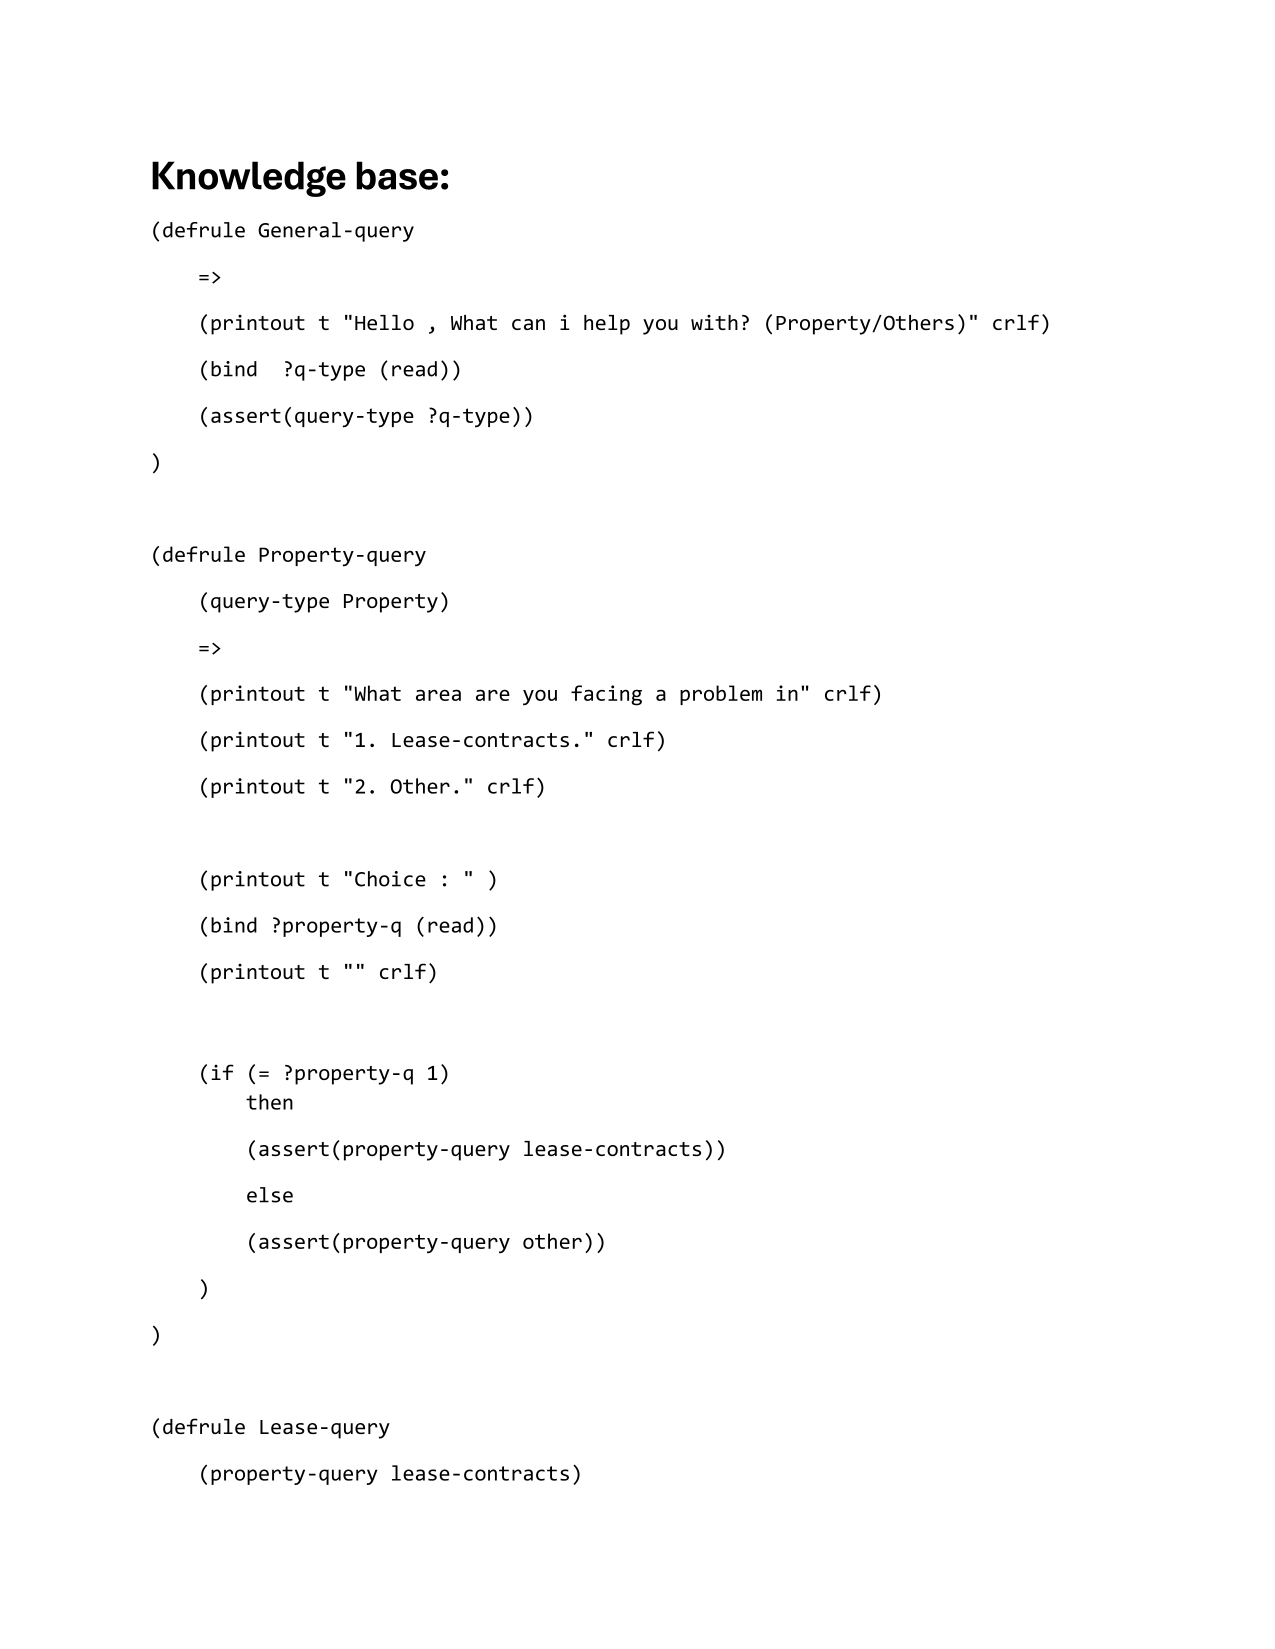 Knowledge base:
(defrule General-query
    =>
    (printout t "Hello , What can i help you with? (Property/Others)" crlf)
    (bind  ?q-type (read))
    (assert(query-type ?q-type))
)
(defrule Property-query
    (query-type Property)
    =>
    (printout t "What area are you facing a problem in" crlf)
    (printout t "1. Lease-contracts." crlf)
    (printout t "2. Other." crlf)
    (printout t "Choice : " )
    (bind ?property-q (read))
    (printout t "" crlf)
    (if (= ?property-q 1)
        then
        (assert(property-query lease-contracts))
        else
        (assert(property-query other))
    )
)
(defrule Lease-query
    (property-query lease-contracts)